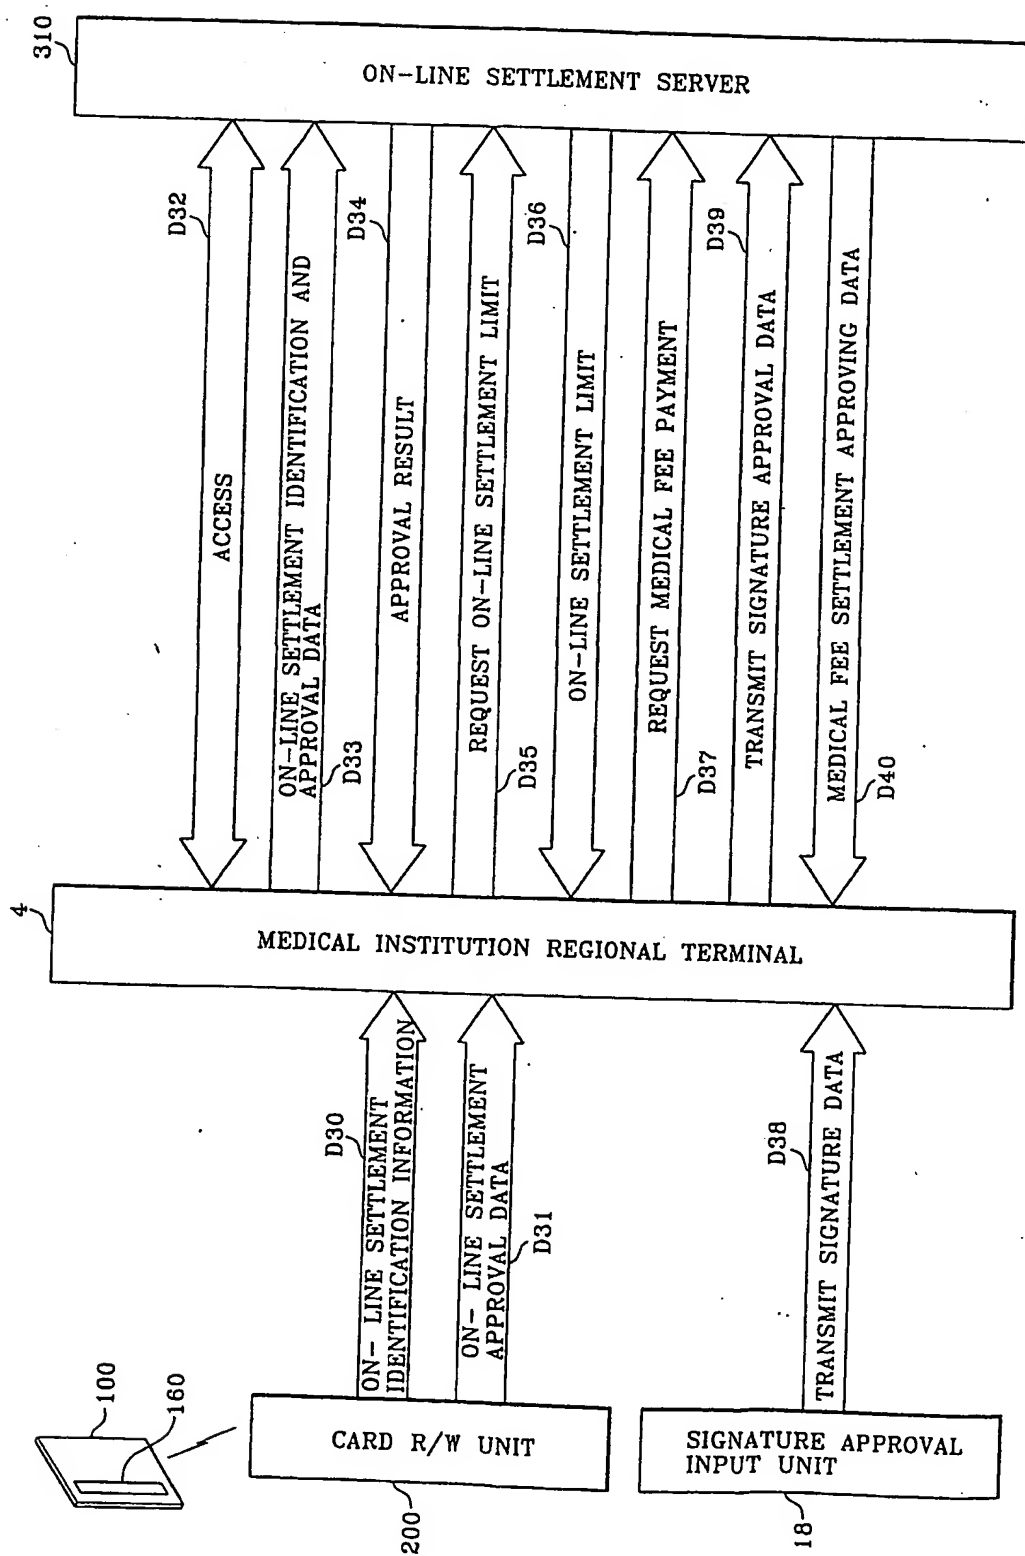 310
ON-LINE SETTLEMENT SERVER
D32
ACCESS
ON-LINE SETTLEMENT IDENTIFICATION AND
APPROVAL DATA
D33
D34
APPROVAL RESULT
REQUEST ON-LINE SETTLEMENT LIMIT
D35
D36
ON-LINE SETTLEMENT LIMIT
REQUEST MEDICAL FEE PAYMENT
D37
D39
TRANSMIT SIGNATURE APPROVAL DATA
MEDICAL FEE SETTLEMENT APPROVING DATA
D40
4
MEDICAL INSTITUTION REGIONAL TERMINAL
D30
ON- LINE SETTLEMENT
IDENTIFICATION INFORMATION
ON- LINE SETTLEMENT
APPROVAL DATA
D31
D38
TRANSMIT SIGNATURE DATA
100
160
CARD R/W UNIT
200
SIGNATURE APPROVAL
INPUT UNIT
18